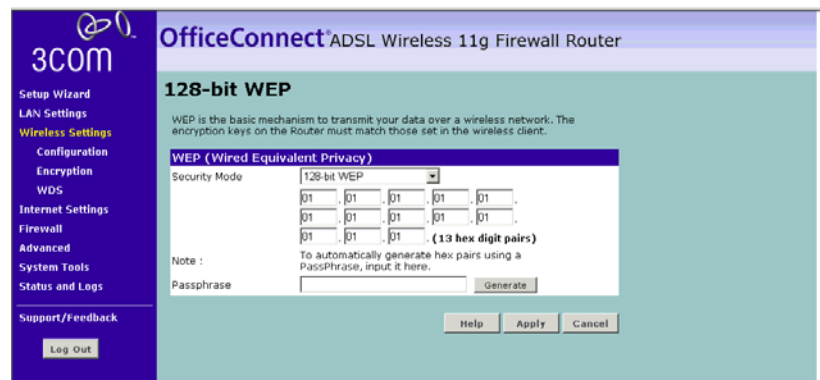 3COM
OfficeConnect® ADSL Wireless 11g Firewall Router
Setup Wizard
LAN Settings
Wireless Settings
Configuration
Encryption
WDS
Internet Settings
Firewall
Advanced
System Tools
Status and Logs
Support/Feedback
Log Out
128-bit WEP
WEP is the basic mechanism to transmit your data over a wireless network. The
encryption keys on the Router must match those set in the wireless client.
WEP (Wired Equivalent Privacy)
Security Mode 128-bit WEP
01 . 01 . 01 . 01 . 01 .
01 . 01 . 01 . 01 . 01 .
01 . 01 . 01 . (13 hex digit pairs)
Note : To automatically generate hex pairs using a
PassPhrase, input it here.
Passphrase Generate
Help Apply Cancel